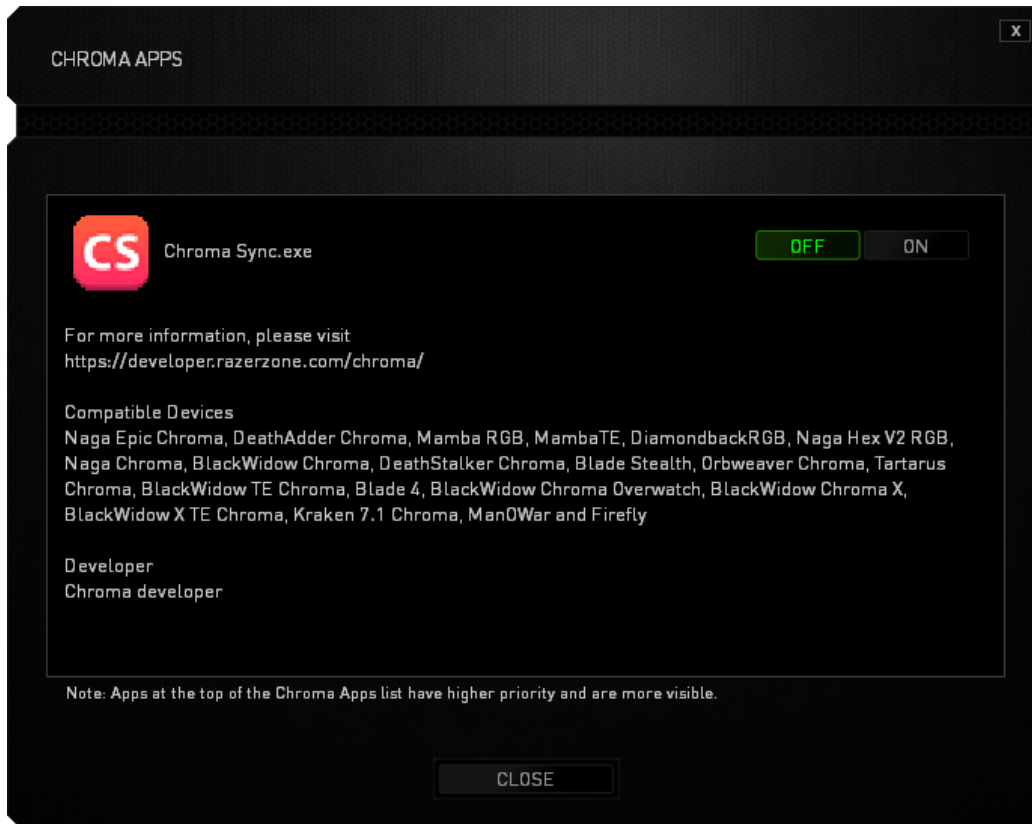 X
CHROMA APPS
CS
Chroma Sync.exe
OFF
ON
For more information, please visit
https://developer.razerzone.com/chroma/
Compatible Devices
Naga Epic Chroma, DeathAdder Chroma, Mamba RGB, MambaTE, DiamondbackRGB, Naga Hex V2 RGB,
Naga Chroma, BlackWidow Chroma, DeathStalker Chroma, Blade Stealth, Orbweaver Chroma, Tartarus
Chroma, BlackWidow TE Chroma, Blade 4, BlackWidow Chroma Overwatch, BlackWidow Chroma X,
BlackWidow X TE Chroma, Kraken 7.1 Chroma, ManOWar and Firefly
Developer
Chroma developer
Note: Apps at the top of the Chroma Apps list have higher priority and are more visible.
CLOSE